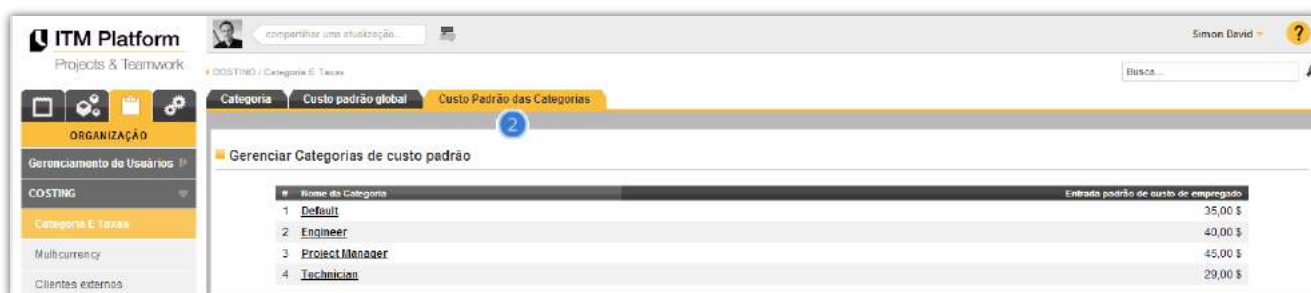 ITM Platform
Projects & Teamwork
compartilhar uma atualização...
Simon David
?
COSTING / Categoria E Taxas
Busca...
Categoria
Custo padrão global
Custo Padrão das Categorias
2
ORGANIZAÇÃO
Gerenciamento de Usuários
COSTING
Categoria E Taxas
Multicurrency
Clientes externos
Gerenciar Categorias de custo padrão
# Nome da Categoria Entrada padrão de custo de empregado
1 Default 35,00 $
2 Engineer 40,00 $
3 Project Manager 45,00 $
4 Technician 29,00 $